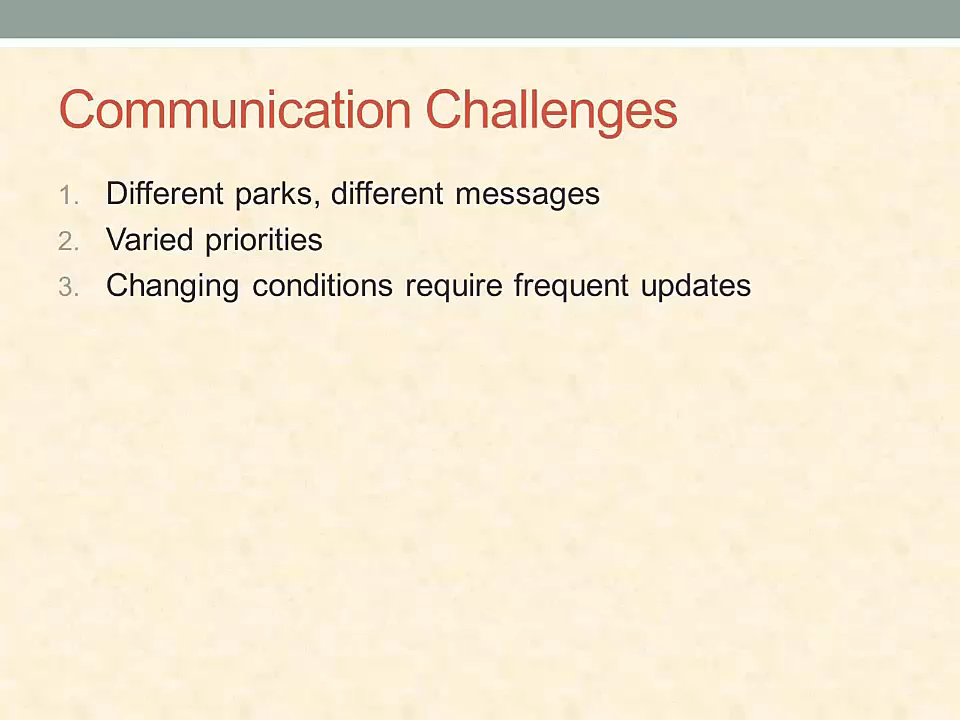 Communication Challenges
1. Different parks, different messages
2. Varied priorities
3. Changing conditions require frequent updates